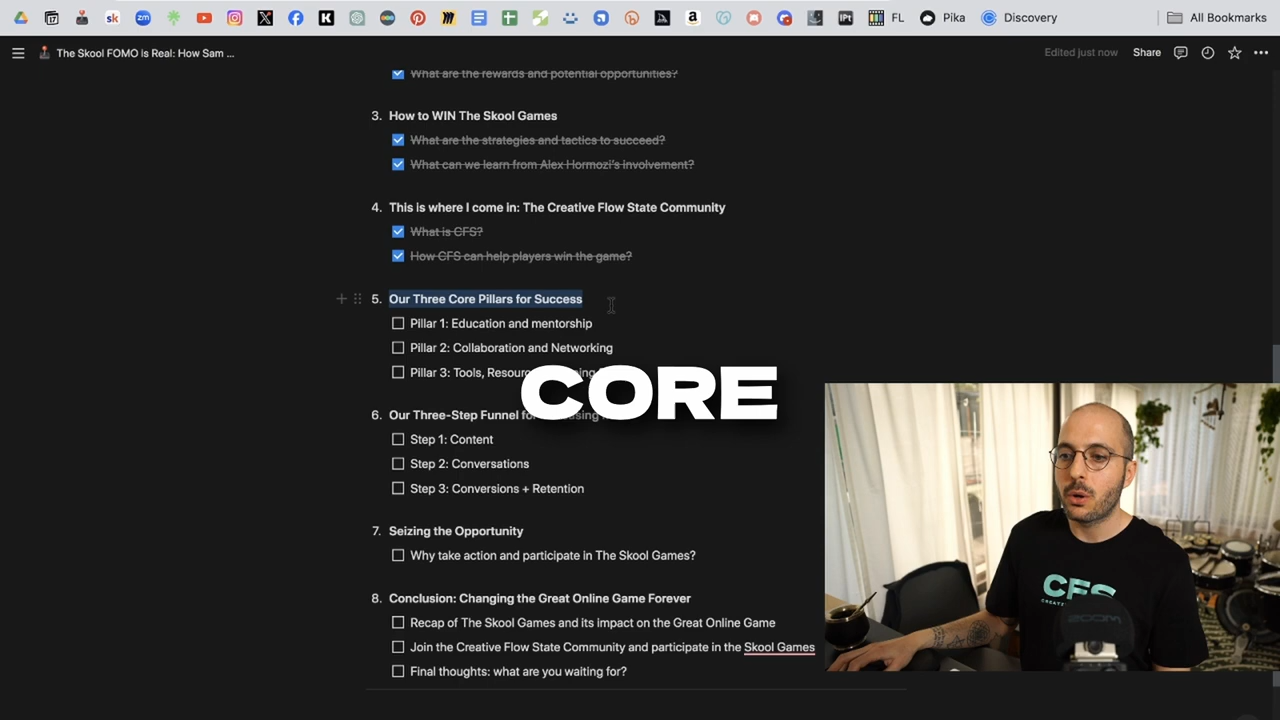 FL
Pika
Discovery
All Bookmarks
The Skool FOMO is Real: How Sam ...
Edited just now
Share
What are the rewards and potential opportunities?
3. How to WIN The Skool Games
What are the strategies and tactics to succeed?
What can we learn from Alex Hormozi's involvement?
4. This is where I come in: The Creative Flow State Community
What is CFS?
How CFS can help players win the game?
5. Our Three Core Pillars for Success
Pillar 1: Education and mentorship
Pillar 2: Collaboration and Networking
Pillar 3: Tools, Resour
CORE
6. Our Three-Step Funnel
Step 1: Content
Step 2: Conversations
Step 3: Conversions + Retention
7. Seizing the Opportunity
Why take action and participate in The Skool Games?
8. Conclusion: Changing the Great Online Game Forever
Recap of The Skool Games and its impact on the Great Online Game
Join the Creative Flow State Community and participate in the Skool Games
Final thoughts: what are you waiting for?
CFS
zoom